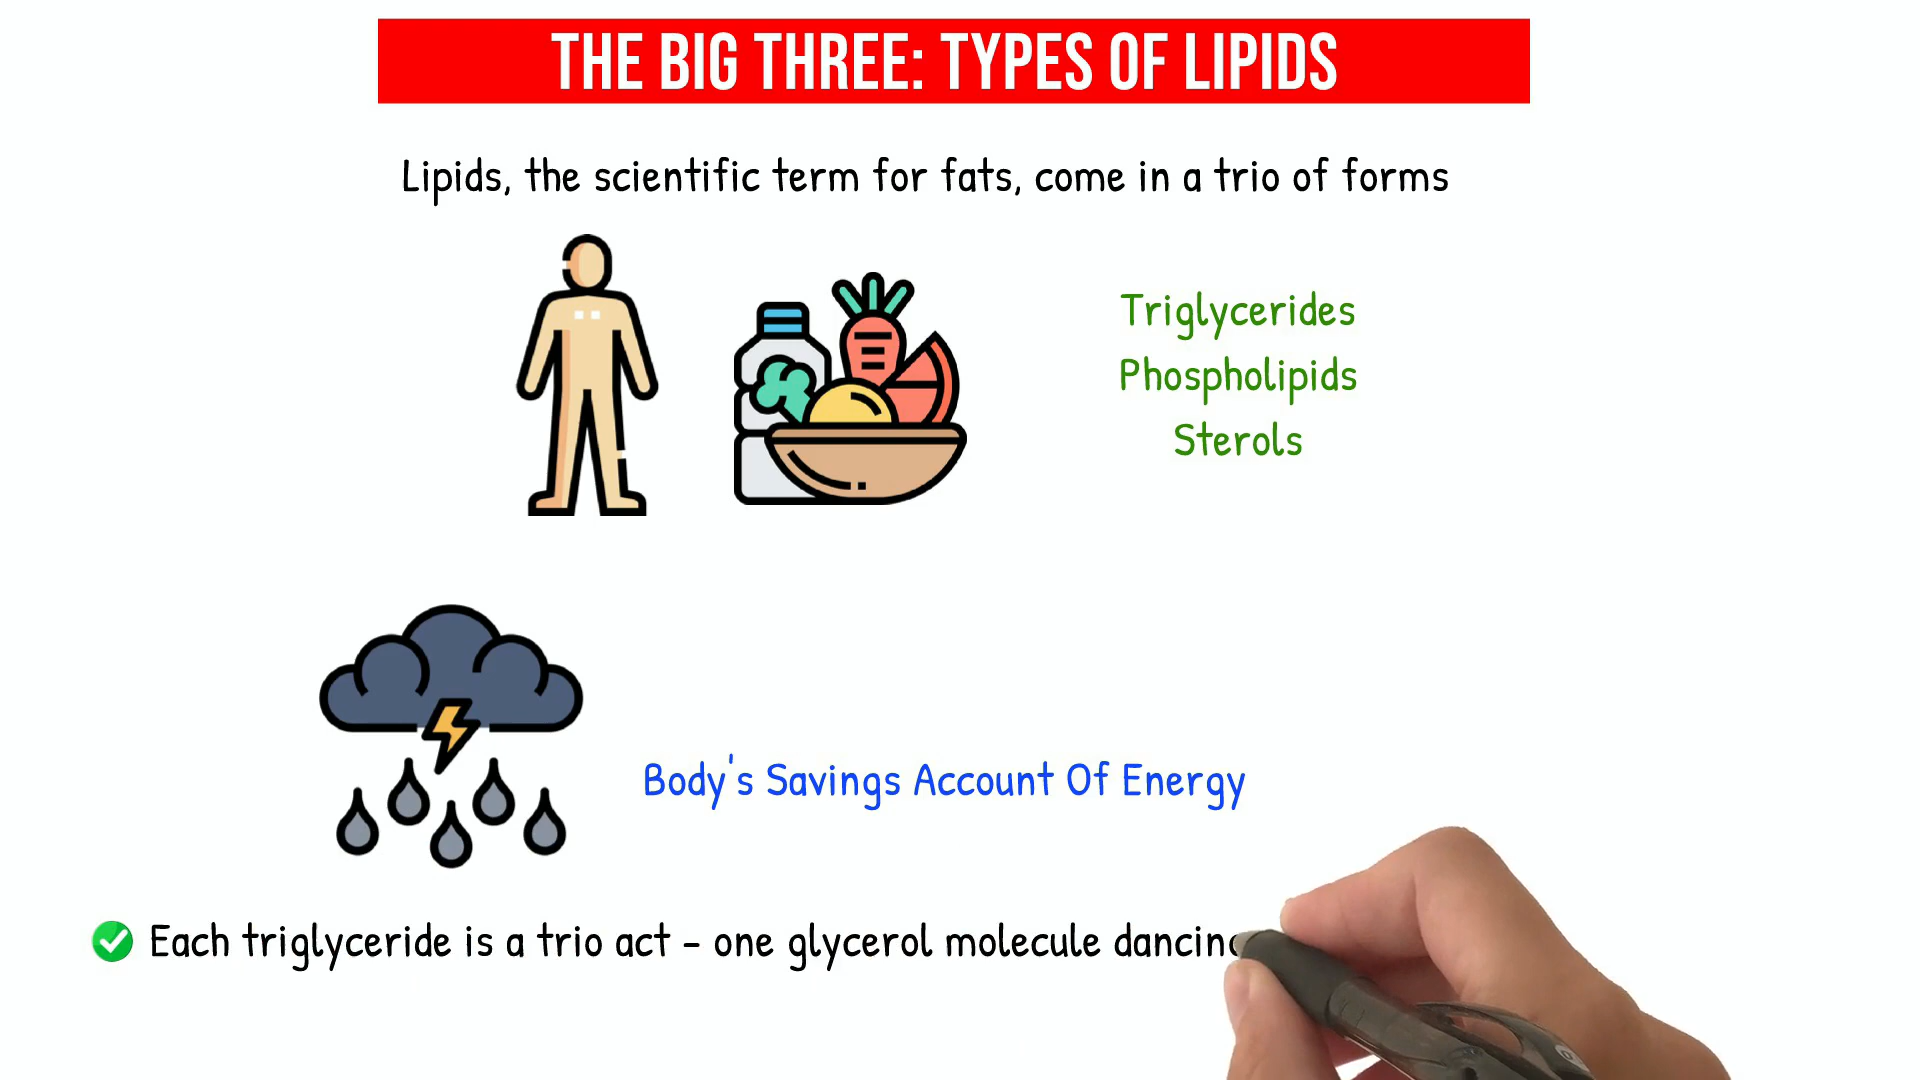 THE BIG THREE: TYPES OF LIPIDS
Lipids, the scientific term for fats, come in a trio of forms
Triglycerides
Phospholipids
Sterols
Body's Savings Account Of Energy
Each triglyceride is a trio act - one glycerol molecule dancing